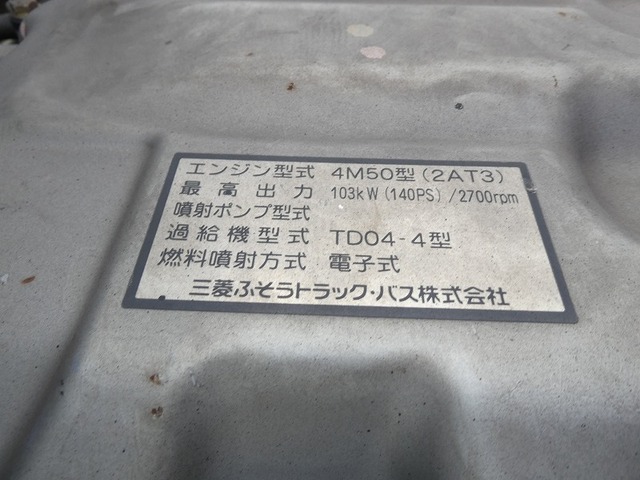 エンジン型式 4M50型(2AT3)
最高出力 103kW(140PS)/2700rpm
噴射ポンプ型式
過給機型式 TD04-4型
燃料噴射方式 電子式
三菱ふそうトラック・バス株式会社